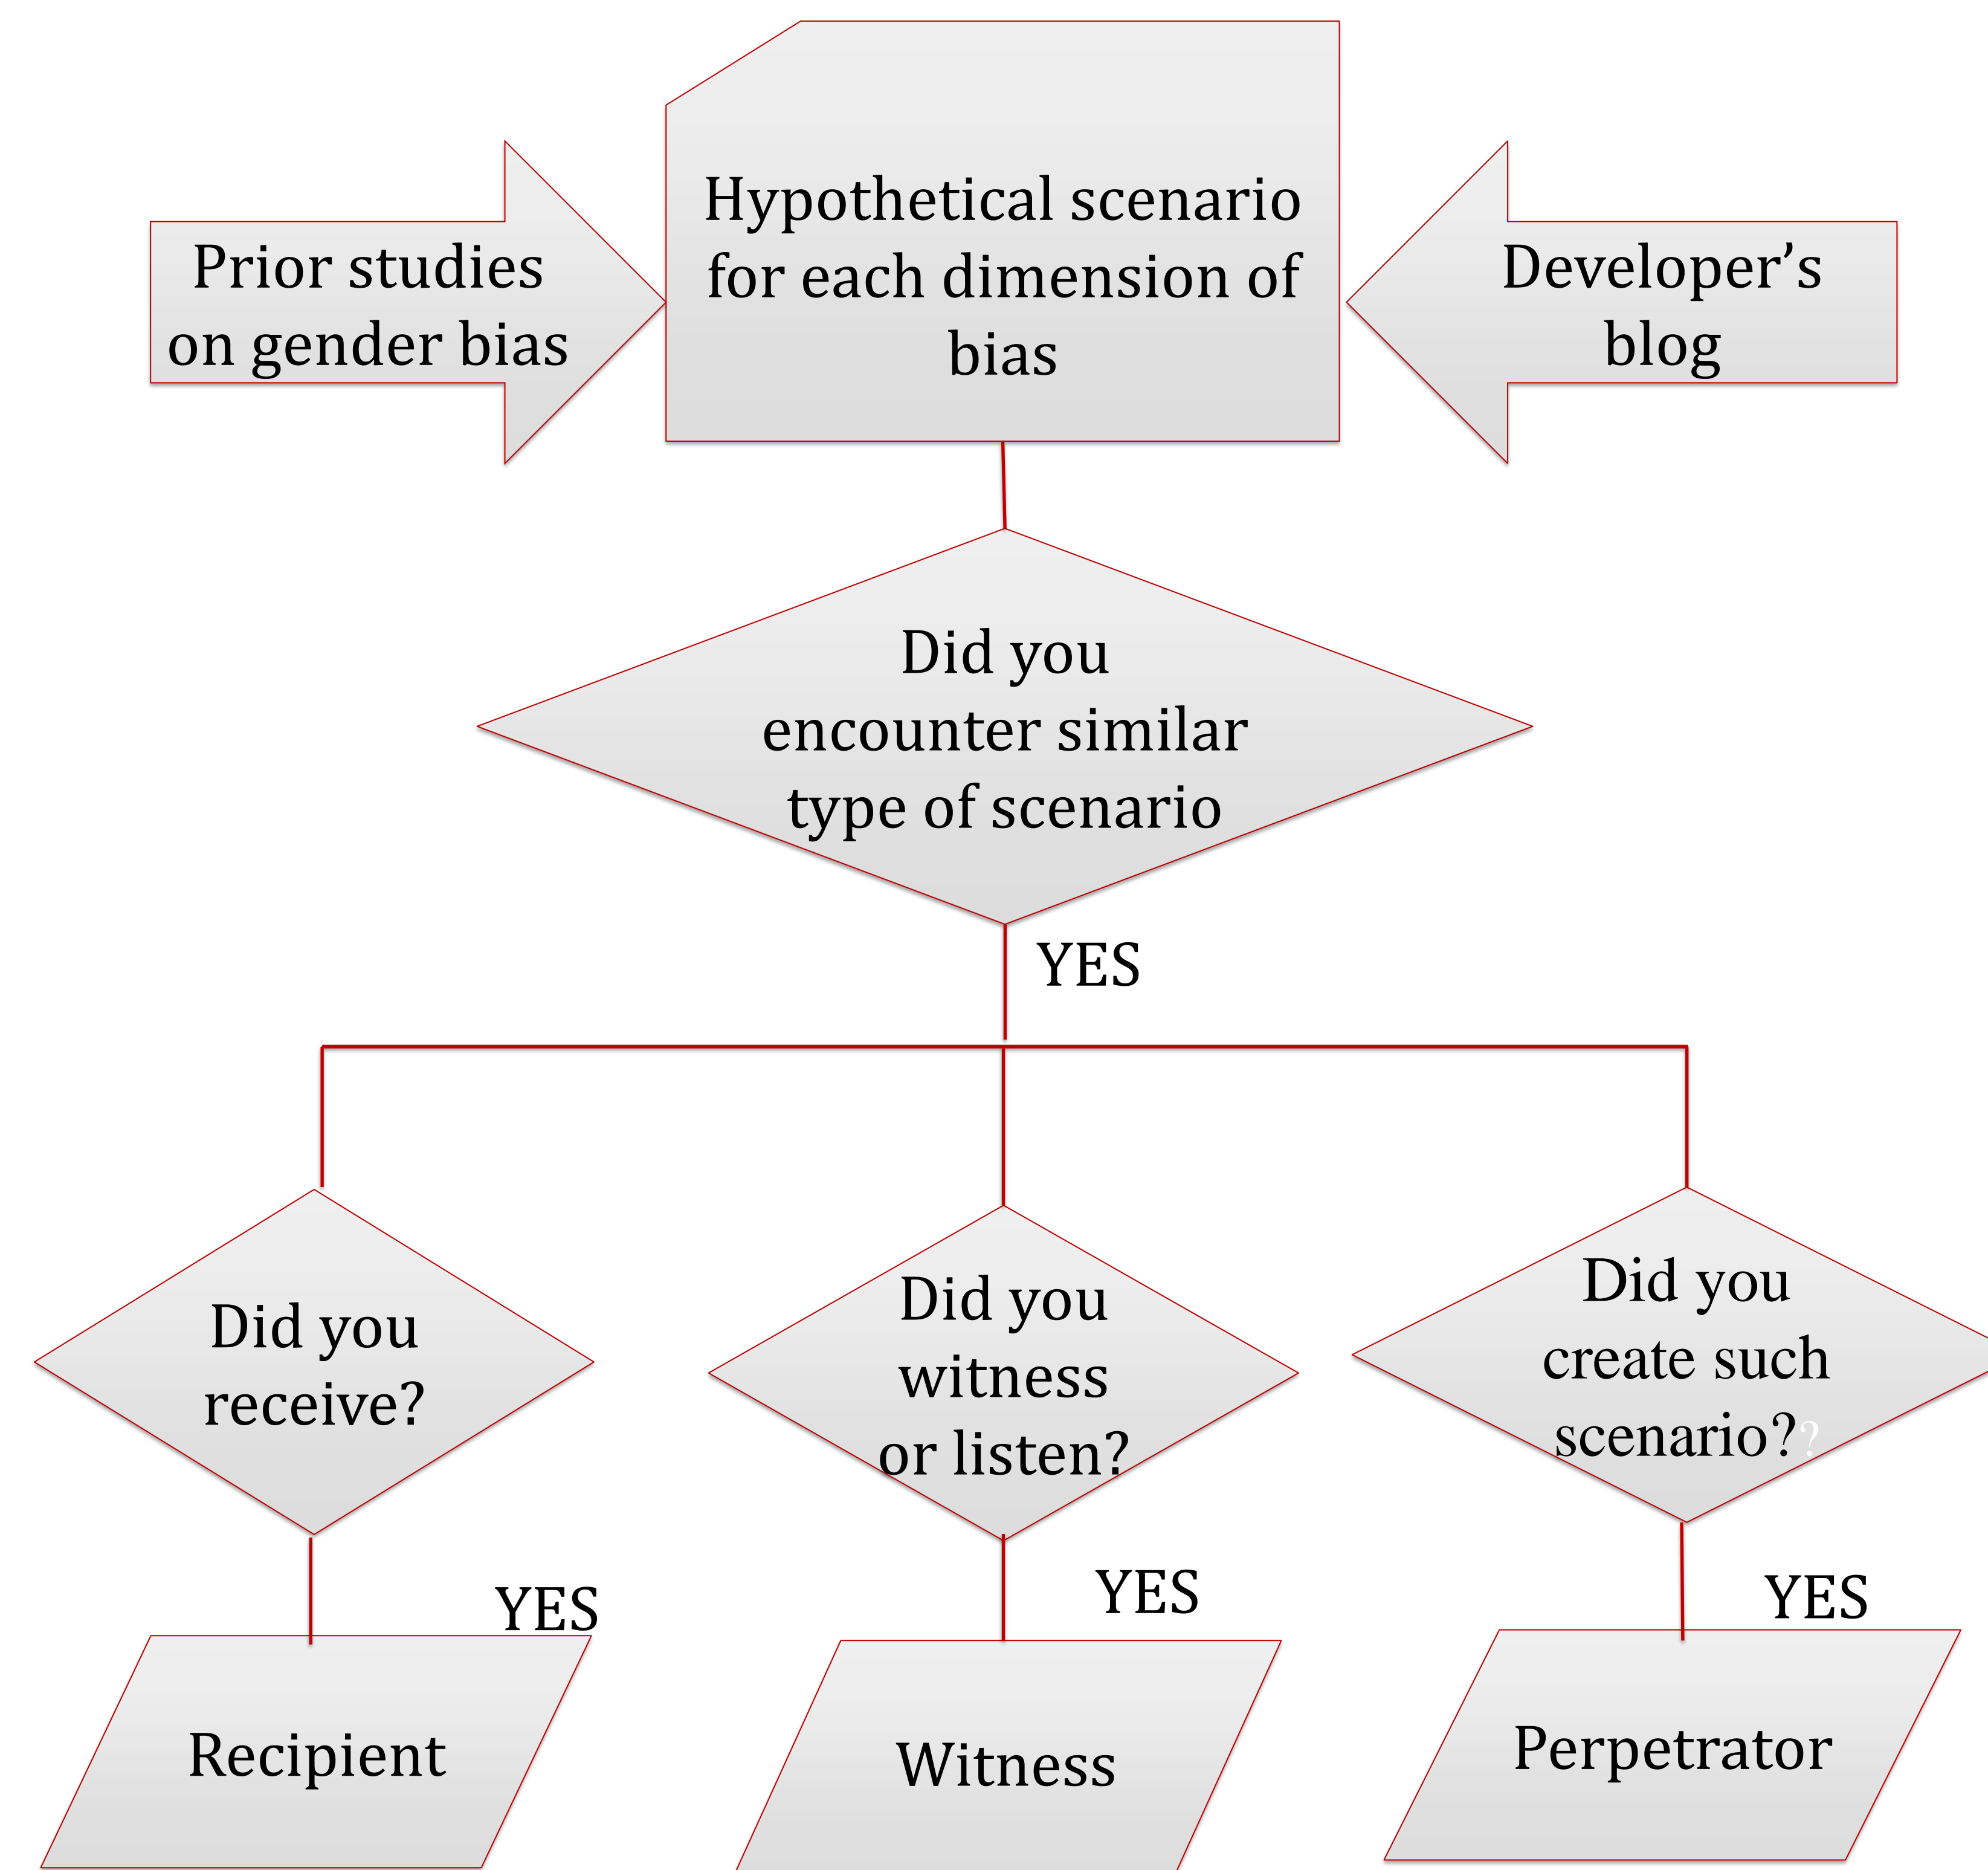 Hypothetical scenario
for each dimension of
bias
Prior studies
on gender bias
Developer’s
blog
Did you
encounter similar
type of scenario
YES
Did you
receive?
Did you
witness
or listen?
Did you
create such
scenario??
YES
YES
YES
Recipient
Witness
Perpetrator